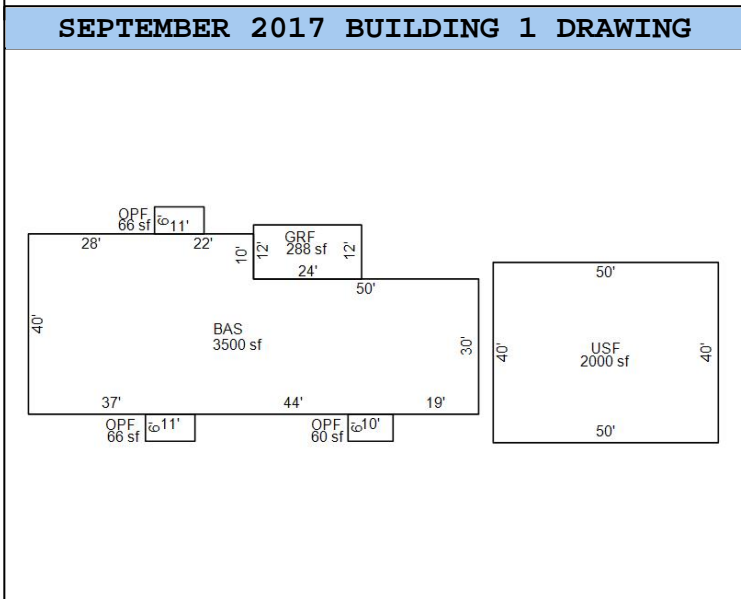 SEPTEMBER 2017 BUILDING 1 DRAWING
OPF
66 sf
6'
11'
28'
22'
10'
12'
GRF
288 sf
12'
24'
50'
40'
BAS
3500 sf
30'
37'
44'
19'
OPF
66 sf
6'
11'
OPF
60 sf
6'
10'
50'
40'
USF
2000 sf
40'
50'